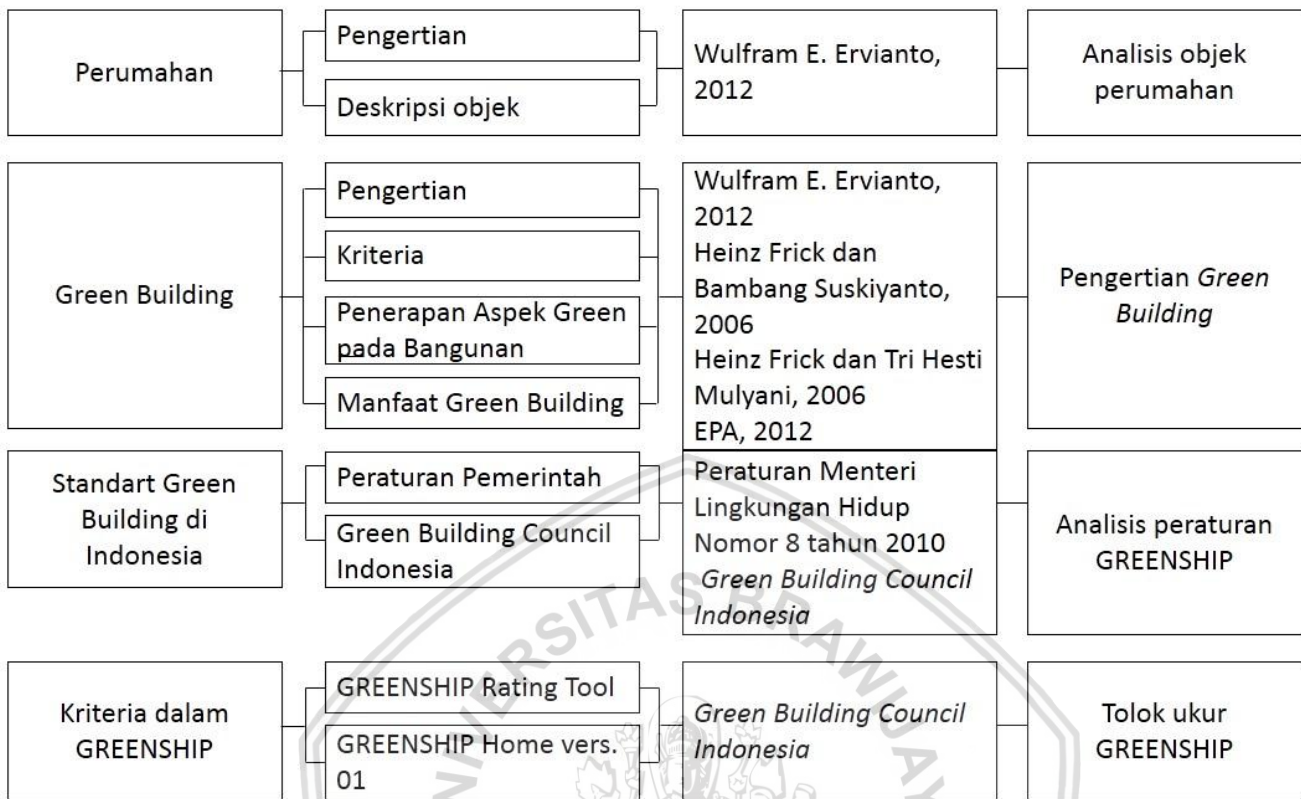 Perumahan
Pengertian
Deskripsi objek
Wulfram E. Ervianto,
2012
Analisis objek
perumahan
Green Building
Pengertian
Kriteria
Penerapan Aspek Green
pada Bangunan
Manfaat Green Building
Wulfram E. Ervianto,
2012
Heinz Frick dan
Bambang Suskiyanto,
2006
Heinz Frick dan Tri Hesti
Mulyani, 2006
EPA, 2012
Pengertian Green
Building
Standart Green
Building di
Indonesia
Peraturan Pemerintah
Green Building Council
Indonesia
Peraturan Menteri
Lingkungan Hidup
Nomor 8 tahun 2010
Green Building Council
Indonesia
Analisis peraturan
GREENSHIP
Kriteria dalam
GREENSHIP
GREENSHIP Rating Tool
GREENSHIP Home vers.
01
Green Building Council
Indonesia
Tolok ukur
GREENSHIP
UNIVERSITAS BRAWIJAY